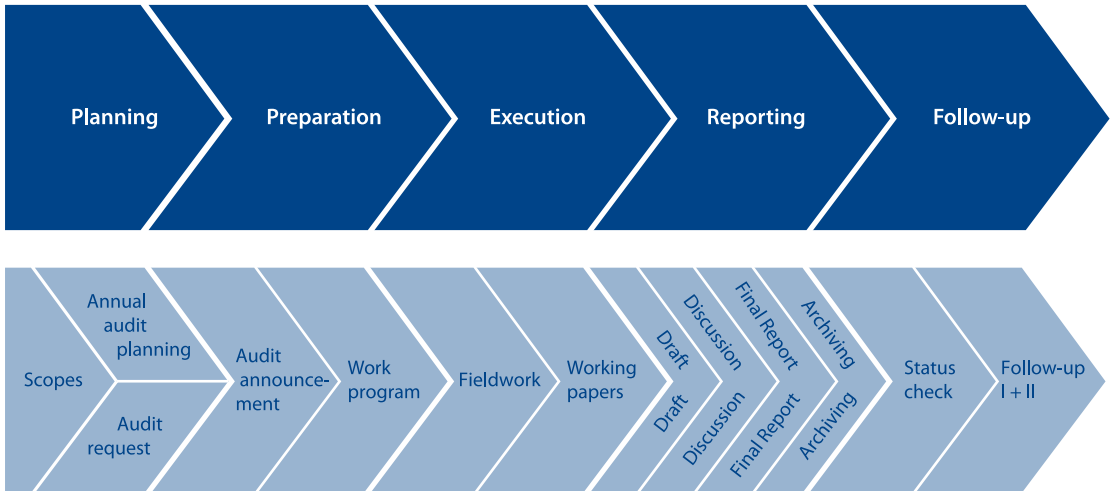 Planning
Preparation
Execution
Reporting
Follow-up
Scopes
Annual
audit
planning
Audit
request
Audit
announce-
ment
Work
program
Fieldwork
Working
papers
Draft
Draft
Discussion
Discussion
Final Report
Final Report
Archiving
Archiving
Status
check
Follow-up
I + II